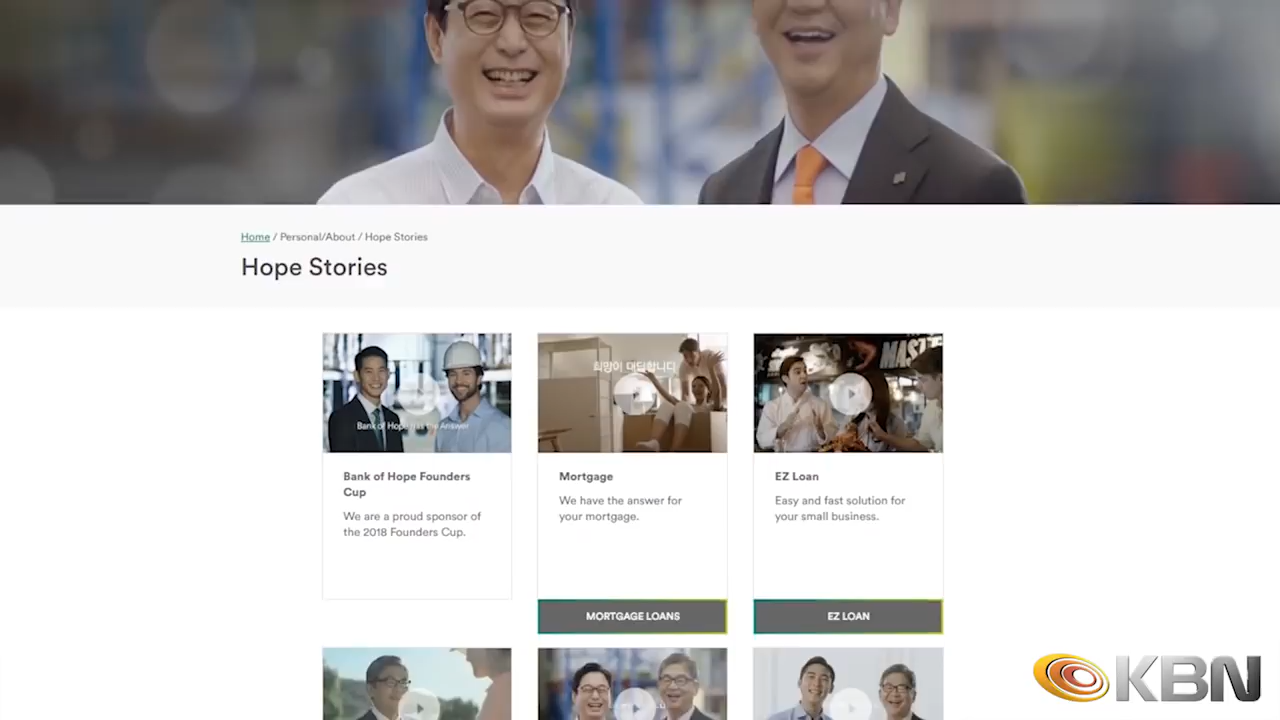 Home / Personal/About / Hope Stories
Hope Stories
희망이 대답합니다
MAST
Bank of Hope is the Answer
Bank of Hope Founders
Cup
We are a proud sponsor of
the 2018 Founders Cup.
Mortgage
We have the answer for
your mortgage.
EZ Loan
Easy and fast solution for
your small business.
MORTGAGE LOANS
EZ LOAN
KBN